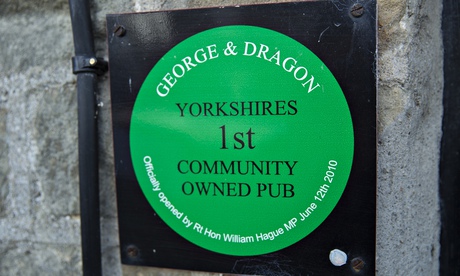 GEORGE & DRAGON
YORKSHIRES
1st
COMMUNITY
OWNED PUB
Officially opened by Rt Hon William Hague MP June 12th 2010